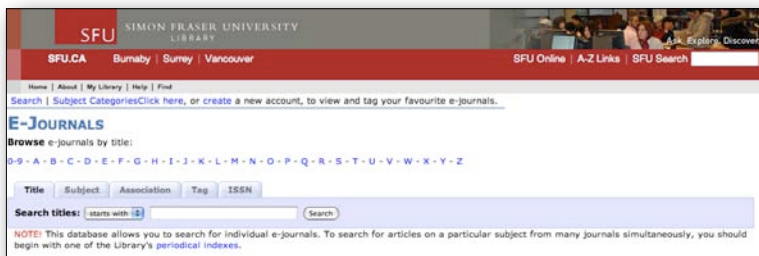 SFU SIMON FRASER UNIVERSITY
LIBRARY
Ask. Explore. Discover
SFU.CA Burnaby | Surrey | Vancouver SFU Online | A-Z Links | SFU Search
Home | About | My Library | Help | Find
Search | Subject CategoriesClick here, or create a new account, to view and tag your favourite e-journals.
E-JOURNALS
Browse e-journals by title:
0-9 - A - B - C - D - E - F - G - H - I - J - K - L - M - N - O - P - Q - R - S - T - U - V - W - X - Y - Z
Title Subject Association Tag ISSN
Search titles: starts with Search
NOTE! This database allows you to search for individual e-journals. To search for articles on a particular subject from many journals simultaneously, you should
begin with one of the Library's periodical indexes.